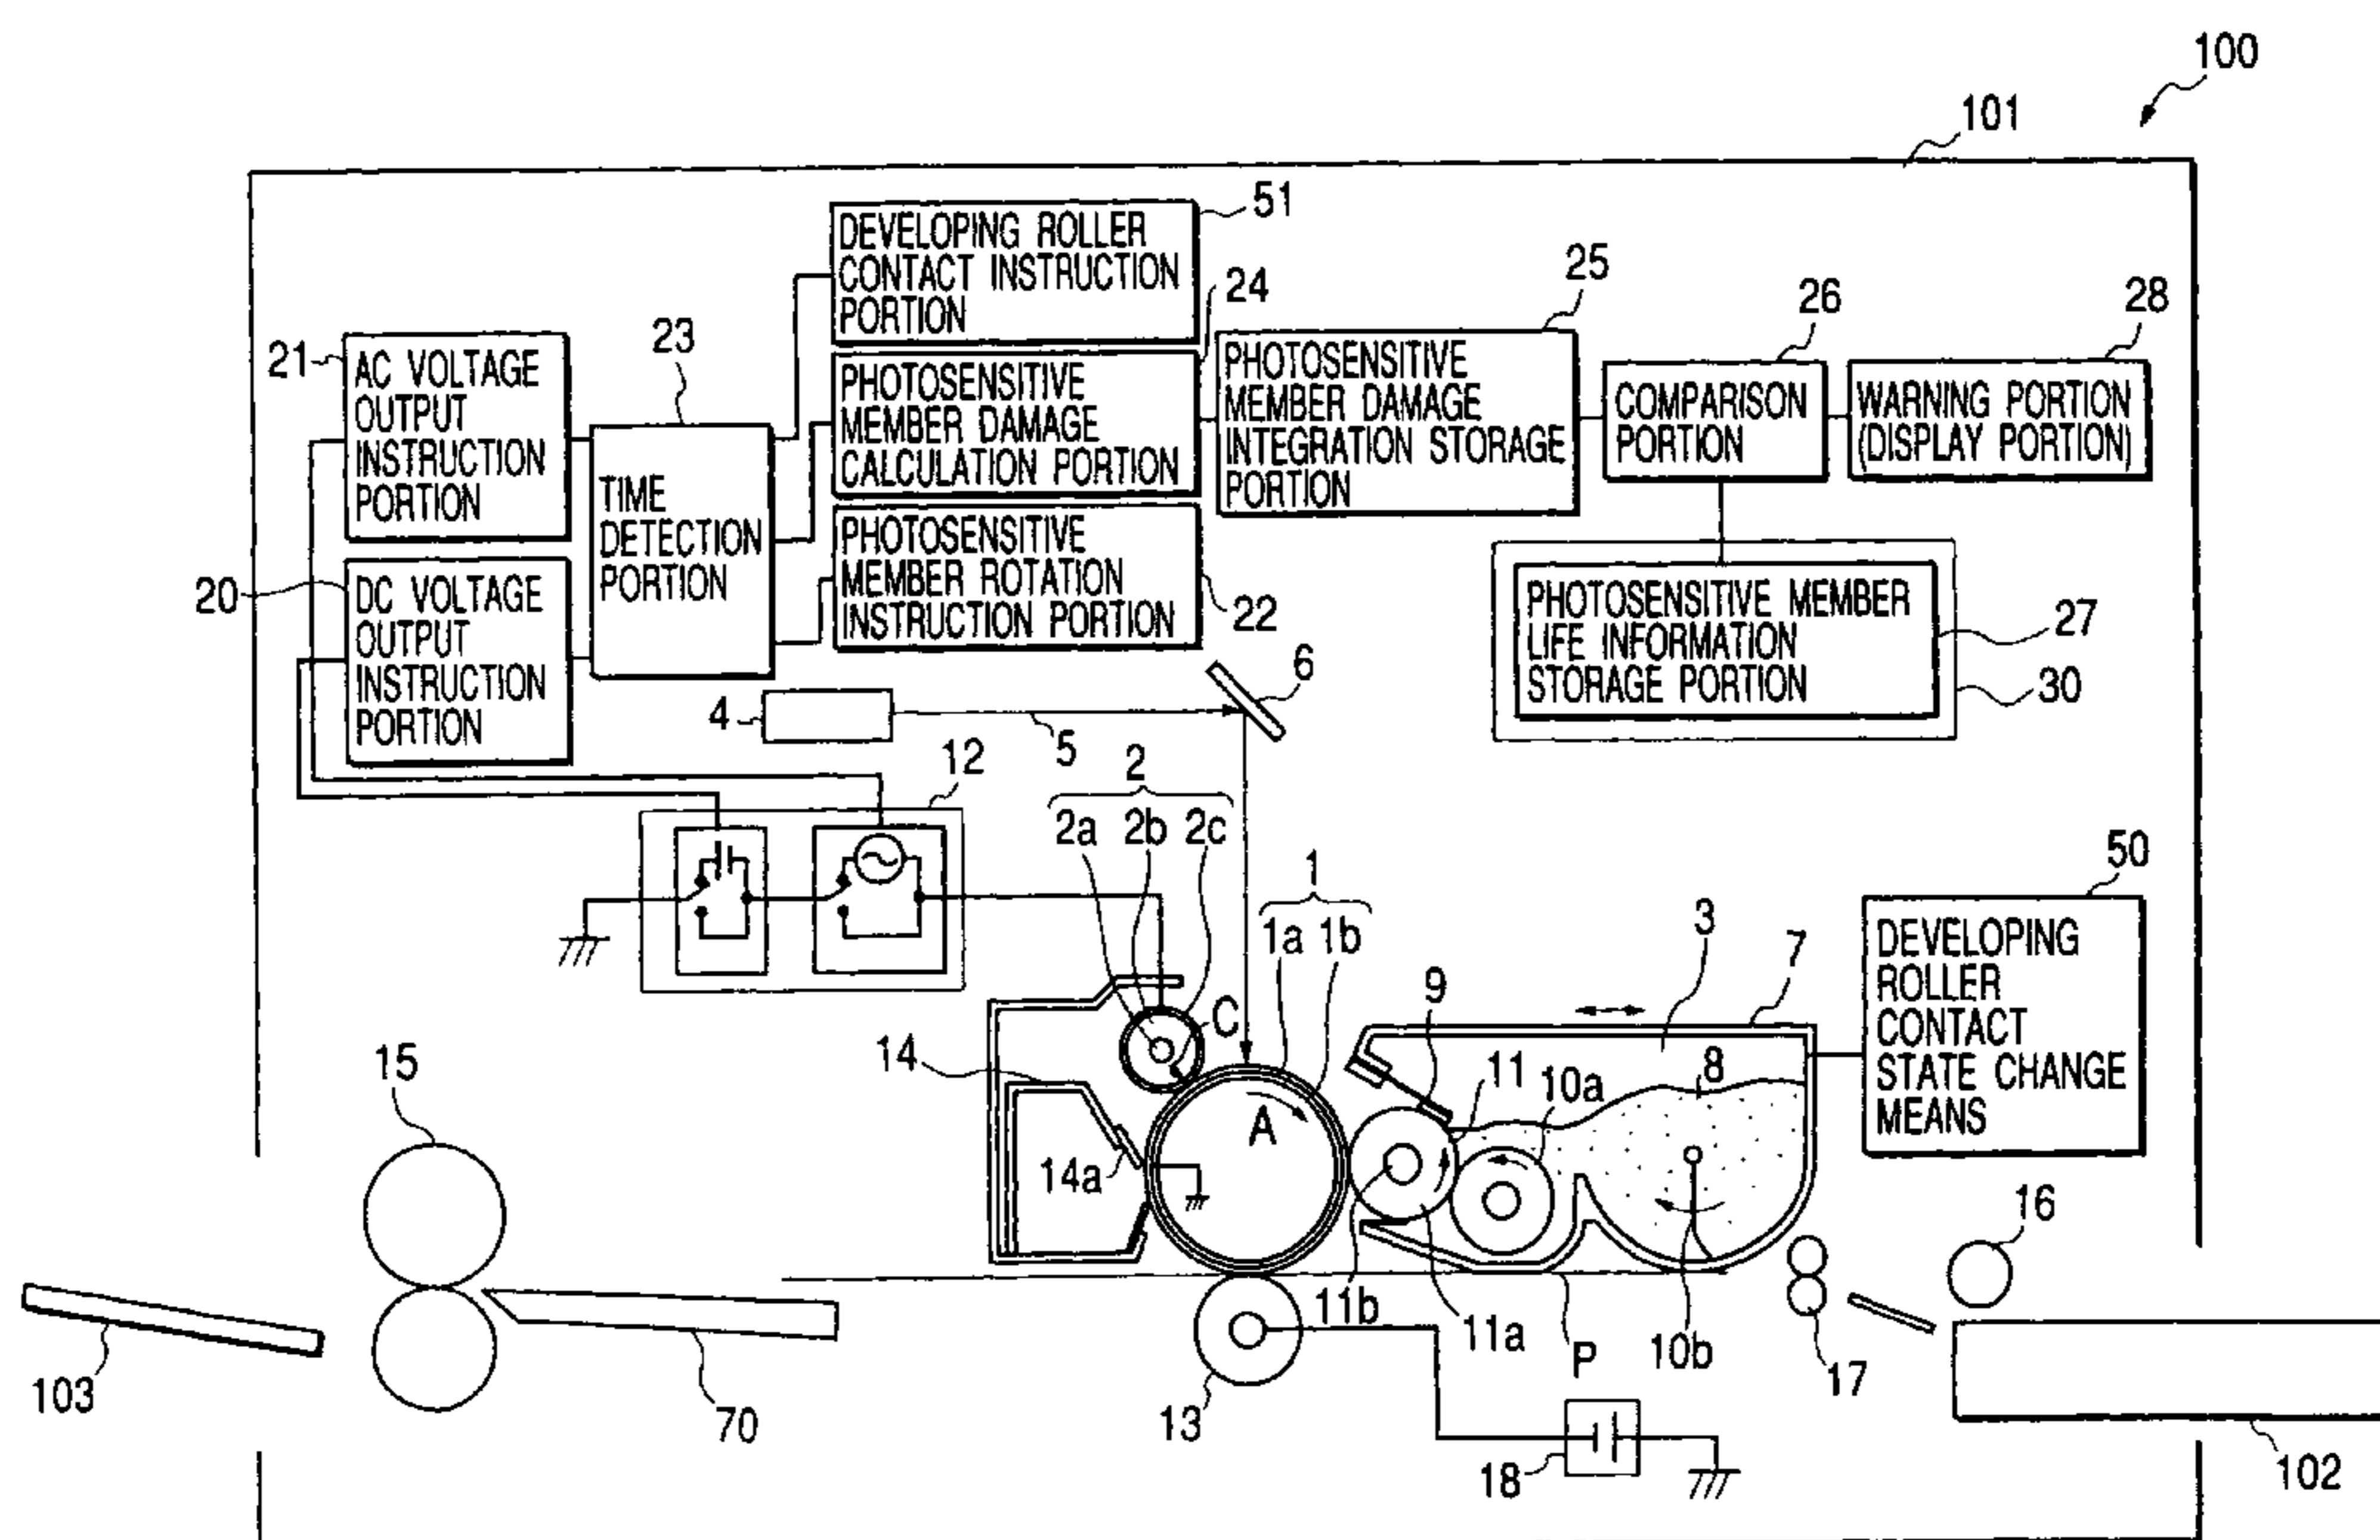 100
101
51
DEVELOPING ROLLER
CONTACT INSTRUCTION
PORTION
24
25
26
28
21
AC VOLTAGE
OUTPUT
INSTRUCTION
PORTION
23
TIME
DETECTION
PORTION
PHOTOSENSITIVE
MEMBER DAMAGE
CALCULATION PORTION
PHOTOSENSITIVE
MEMBER DAMAGE
INTEGRATION STORAGE
PORTION
COMPARISON
PORTION
WARNING PORTION
(DISPLAY PORTION)
20
DC VOLTAGE
OUTPUT
INSTRUCTION
PORTION
PHOTOSENSITIVE
MEMBER ROTATION
INSTRUCTION PORTION
22
PHOTOSENSITIVE MEMBER
LIFE INFORMATION
STORAGE PORTION
27
30
6
4
5
12
2
2a 2b 2c
1
1a 1b
3
7
50
DEVELOPING
ROLLER
CONTACT
STATE CHANGE
MEANS
9
C
14
15
11
10a
8
A
14a
16
11b
11a
P
10b
17
103
70
13
18
102